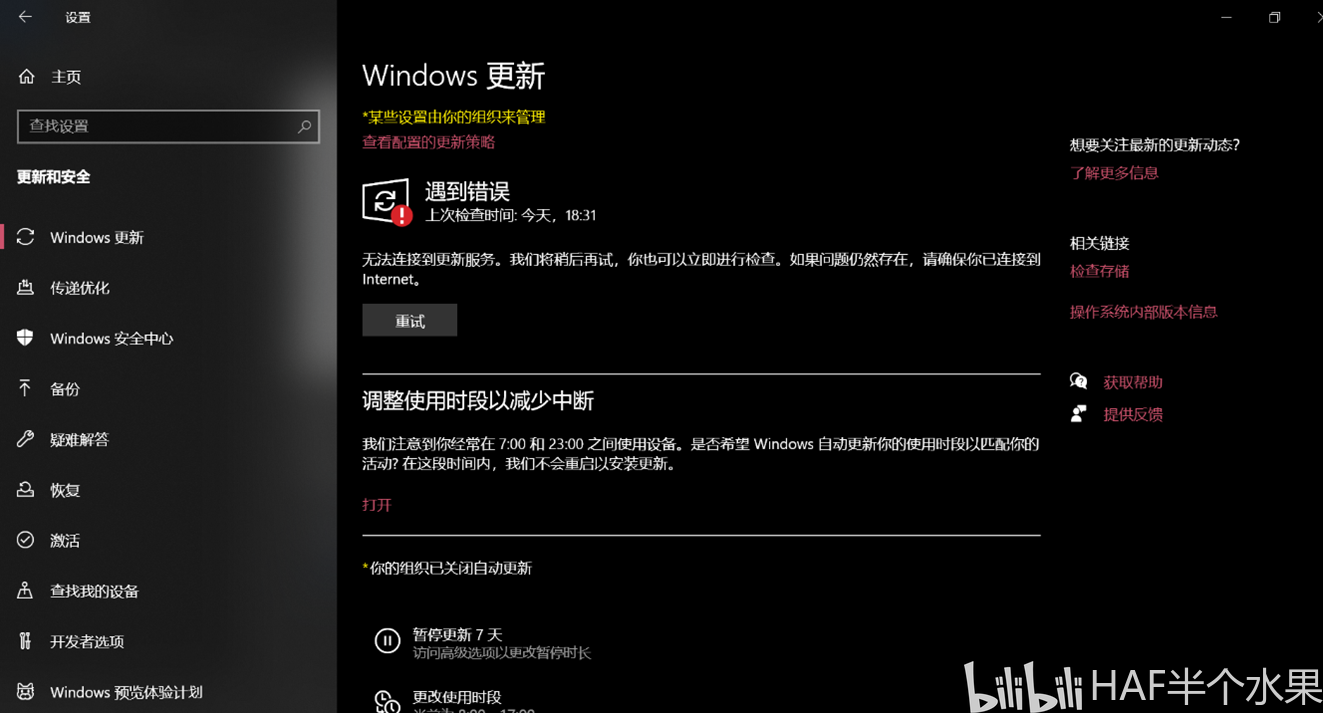 设置
主页
查找设置
更新和安全
Windows 更新
传递优化
Windows 安全中心
备份
疑难解答
恢复
激活
查找我的设备
开发者选项
Windows 预览体验计划
Windows 更新
*某些设置由你的组织来管理
查看配置的更新策略
遇到错误
上次检查时间: 今天，18:31
无法连接到更新服务。我们将稍后再试，你也可以立即进行检查。如果问题仍然存在，请确保你已连接到
Internet。
重试
调整使用时段以减少中断
我们注意到你经常在 7:00 和 23:00 之间使用设备。是否希望 Windows 自动更新你的使用时段以匹配你的
活动? 在这段时间内，我们不会重启以安装更新。
打开
*你的组织已关闭自动更新
暂停更新 7 天
访问高级选项以更改暂停时长
更改使用时段
当前为 8:00 - 17:00
想要关注最新的更新动态?
了解更多信息
相关链接
检查存储
操作系统内部版本信息
获取帮助
提供反馈
bilibili HAF半个水果